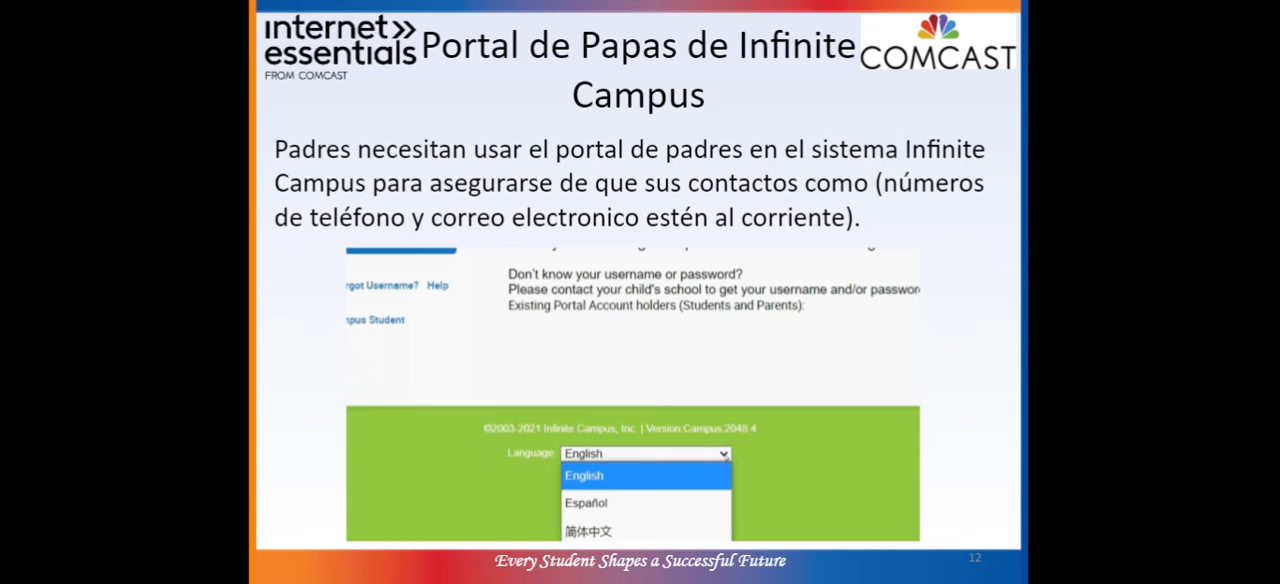 internet
essentials
FROM COMCAST
Portal de Papas de Infinite
Campus
COMCAST
Padres necesitan usar el portal de padres en el sistema Infinite
Campus para asegurarse de que sus contactos como (números
de teléfono y correo electronico estén al corriente).
rgot Username? Help
Don't know your username or password?
Please contact your child's school to get your username and/or passwor
Existing Portal Account holders (Students and Parents):
pus Student
©2003-2021 Infinite Campus, Inc. | Version:Campus.2048.4
Language English
English
Español
简体中文
Every Student Shapes a Successful Future
12